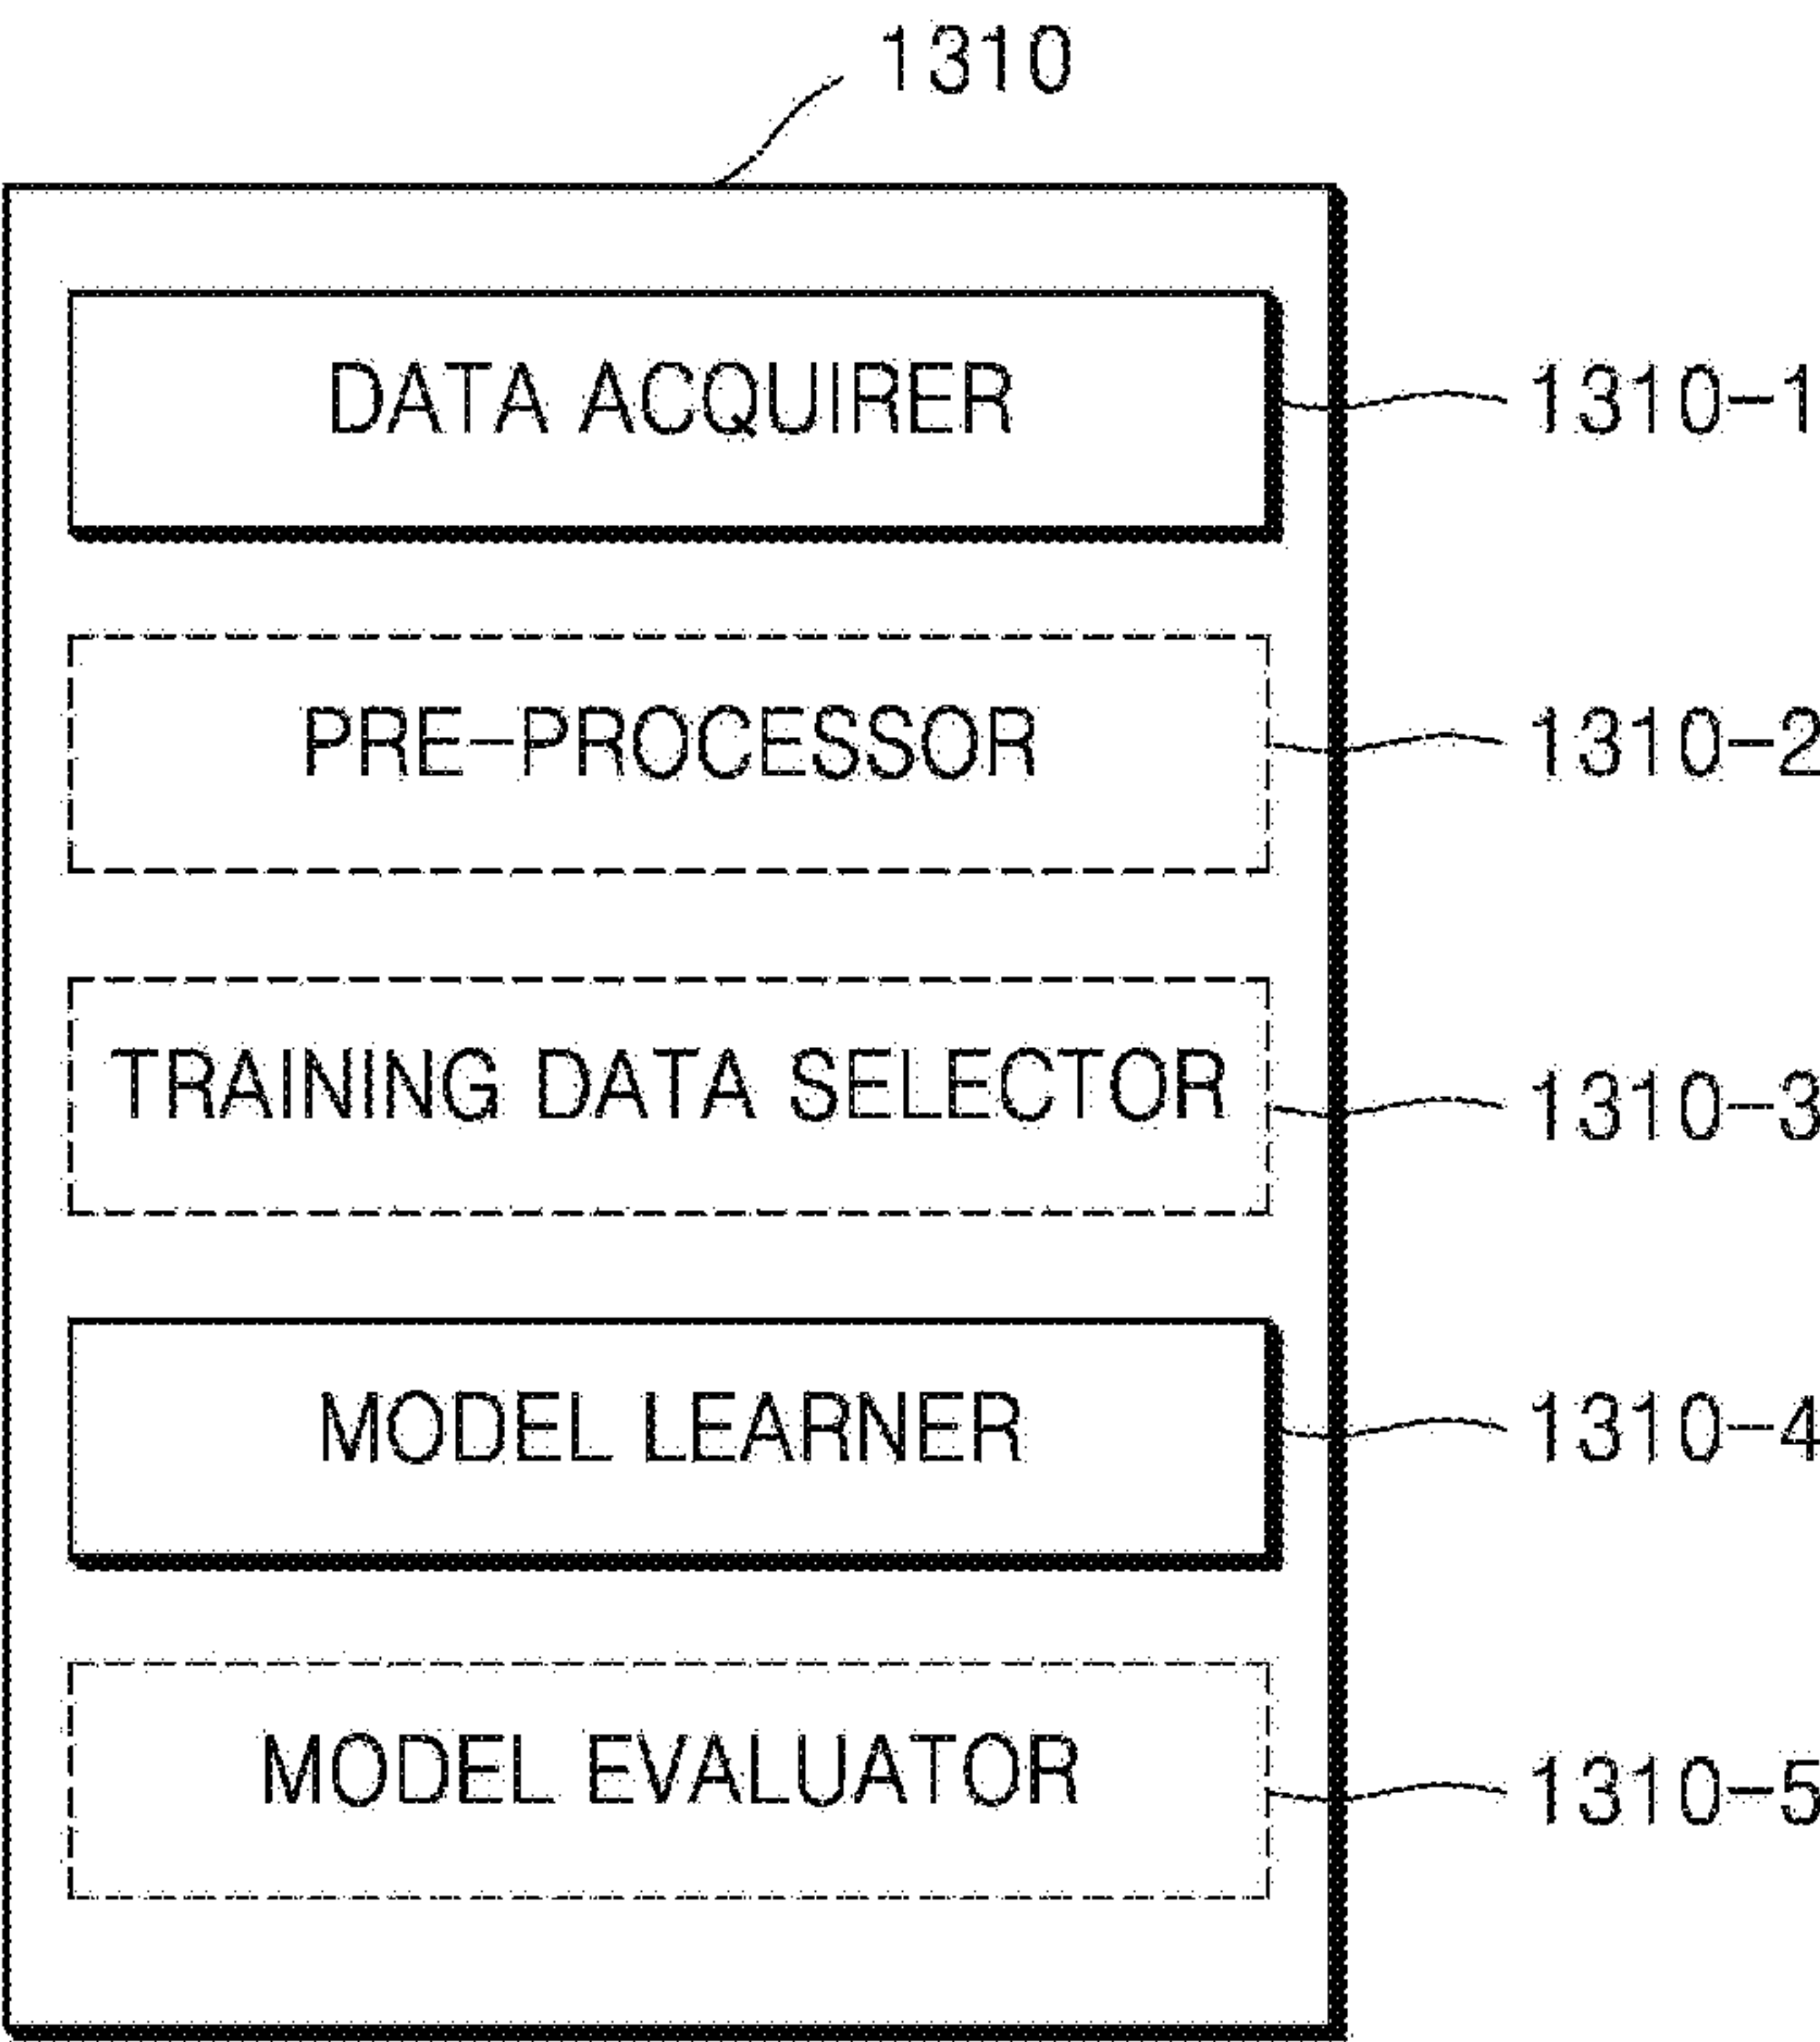 1310
DATA ACQUIRER 1310-1
PRE-PROCESSOR 1310-2
TRAINING DATA SELECTOR 1310-3
MODEL LEARNER 1310-4
MODEL EVALUATOR 1310-5